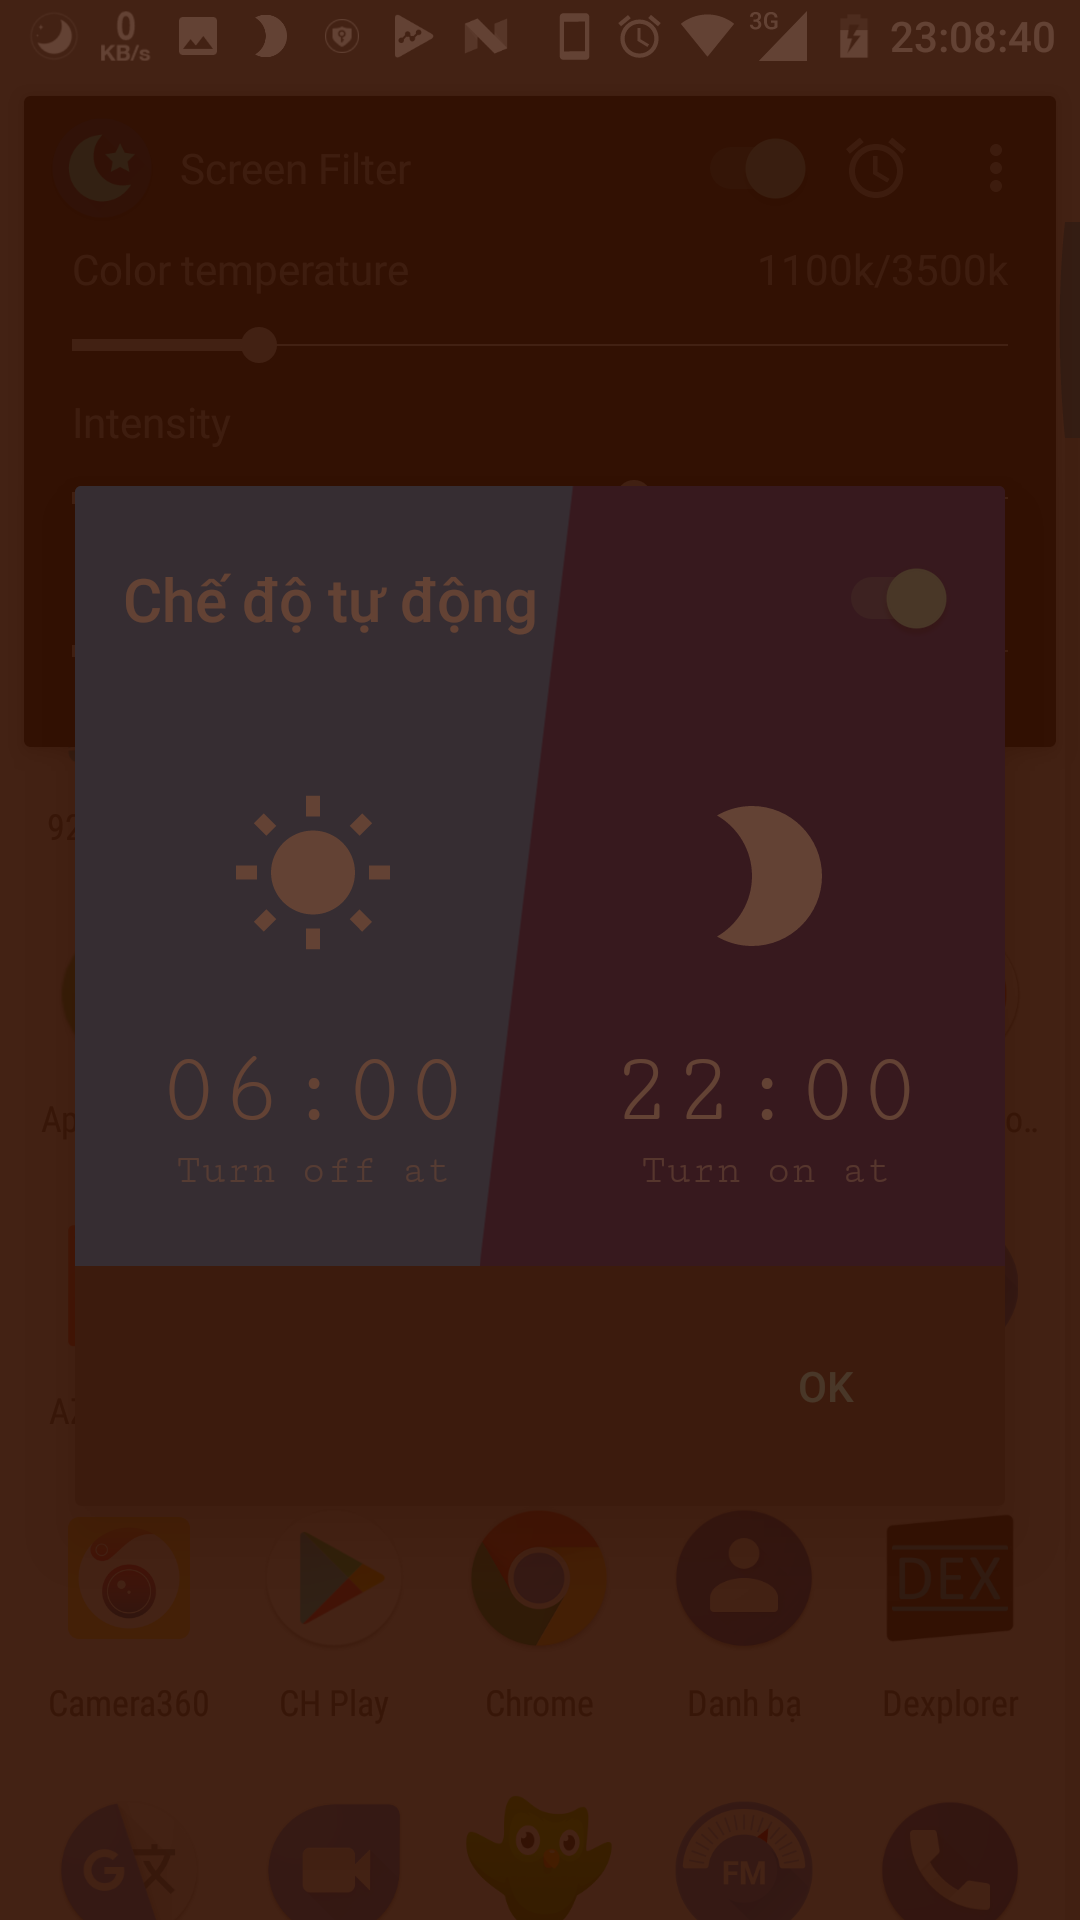 0
KB/s
3G
23:08:40
Screen Filter
Color temperature
1100k/3500k
Intensity
Chế độ tự động
06:00
22:00
Turn off at
Turn on at
OK
Camera360
CH Play
Chrome
Danh bạ
Dexplorer
DEX
G
文
FM